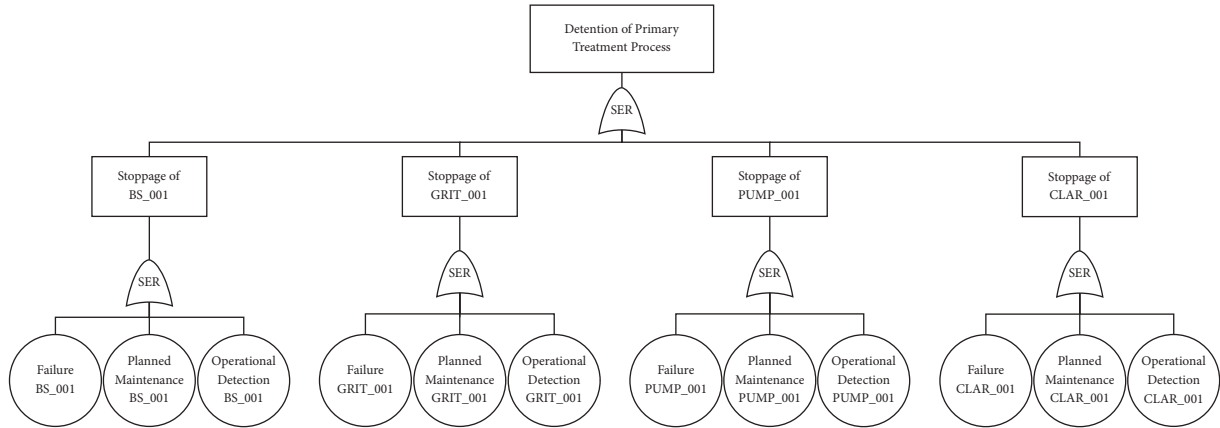 Detention of Primary
Treatment Process
SER
Stoppage of
BS_001
Stoppage of
GRIT_001
Stoppage of
PUMP_001
Stoppage of
CLAR_001
SER
SER
SER
SER
Failure
BS_001
Planned
Maintenance
BS_001
Operational
Detection
BS_001
Failure
GRIT_001
Planned
Maintenance
GRIT_001
Operational
Detection
GRIT_001
Failure
PUMP_001
Planned
Maintenance
PUMP_001
Operational
Detection
PUMP_001
Failure
CLAR_001
Planned
Maintenance
CLAR_001
Operational
Detection
CLAR_001